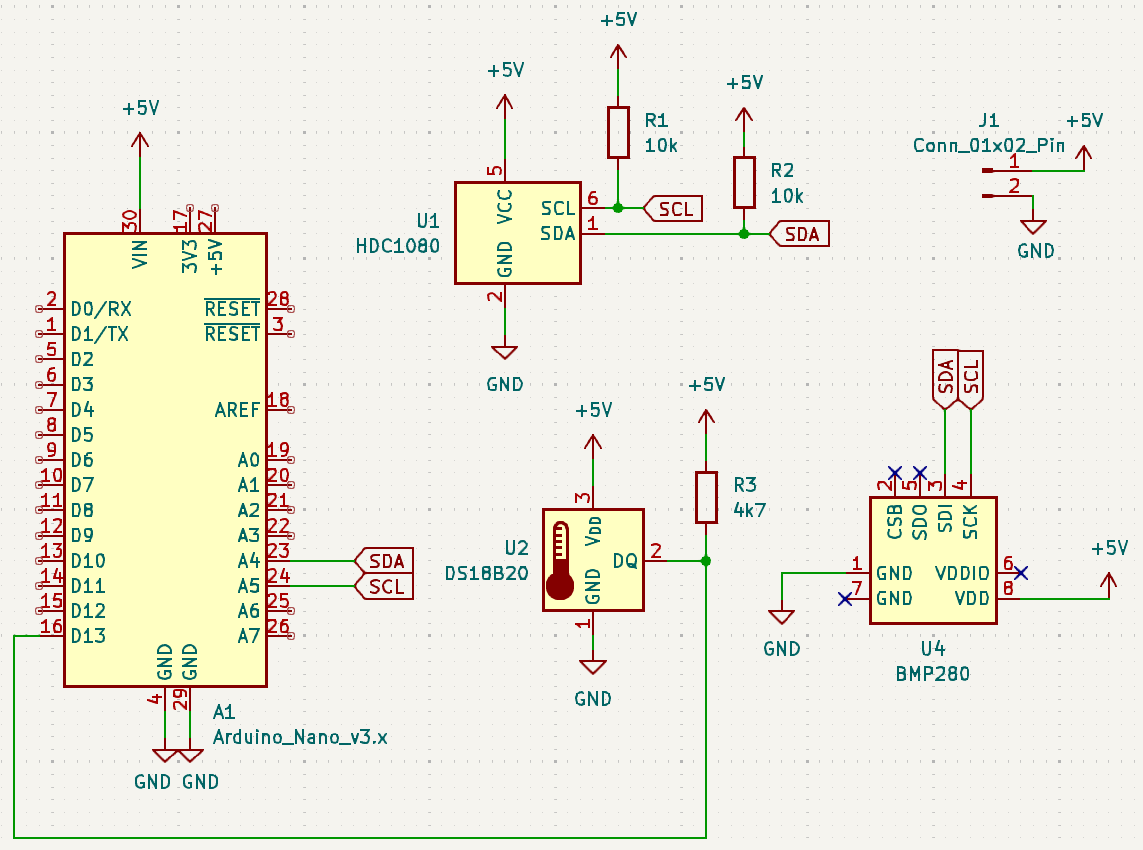 +5V
30
17
27
VIN
3V3
+5V
2
D0/RX
1
D1/TX
5
D2
6
D3
7
D4
8
D5
9
D6
10
D7
11
D8
12
D9
13
D10
14
D11
15
D12
16
D13
RESET
28
RESET
3
AREF
18
A0
19
A1
20
A2
21
A3
22
A4
23
A5
24
A6
25
A7
26
SDA
SCL
GND
GND
4
29
A1
Arduino_Nano_v3.x
GND
GND
+5V
5
VCC
U1
HDC1080
SCL
6
SDA
1
GND
2
GND
+5V
R1
10k
SCL
+5V
R2
10k
SDA
J1
Conn_01x02_Pin
1
2
+5V
GND
+5V
3
VDD
U2
DS18B20
DQ
2
GND
1
GND
+5V
R3
4k7
SDA
SCL
2
5
3
4
CSB
SDO
SDI
SCK
1
GND
7
GND
VDDIO
6
VDD
8
+5V
GND
U4
BMP280